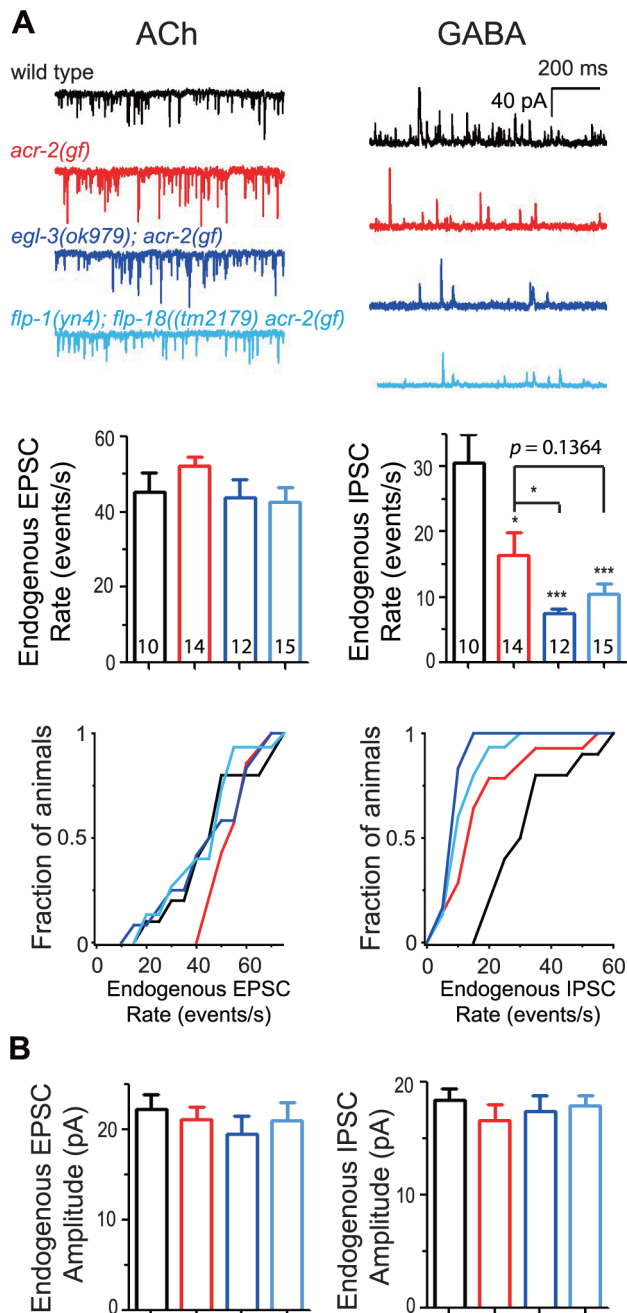 A
ACh
GABA
wild type
200 ms
40 pA
acr-2(gf)
egl-3(ok979); acr-2(gf)
flp-1(yn4); flp-18((tm2179) acr-2(gf)
Endogenous EPSC
Rate (events/s)
60
40
20
0
10
14
12
15
Endogenous IPSC
Rate (events/s)
30
20
10
0
p = 0.1364
*
*
***
***
10
14
12
15
Fraction of animals
1
0.5
0
0
20
40
60
Endogenous EPSC
Rate (events/s)
Fraction of animals
1
0.5
0
0
20
40
60
Endogenous IPSC
Rate (events/s)
B
Endogenous EPSC
Amplitude (pA)
20
10
0
Endogenous IPSC
Amplitude (pA)
20
10
0